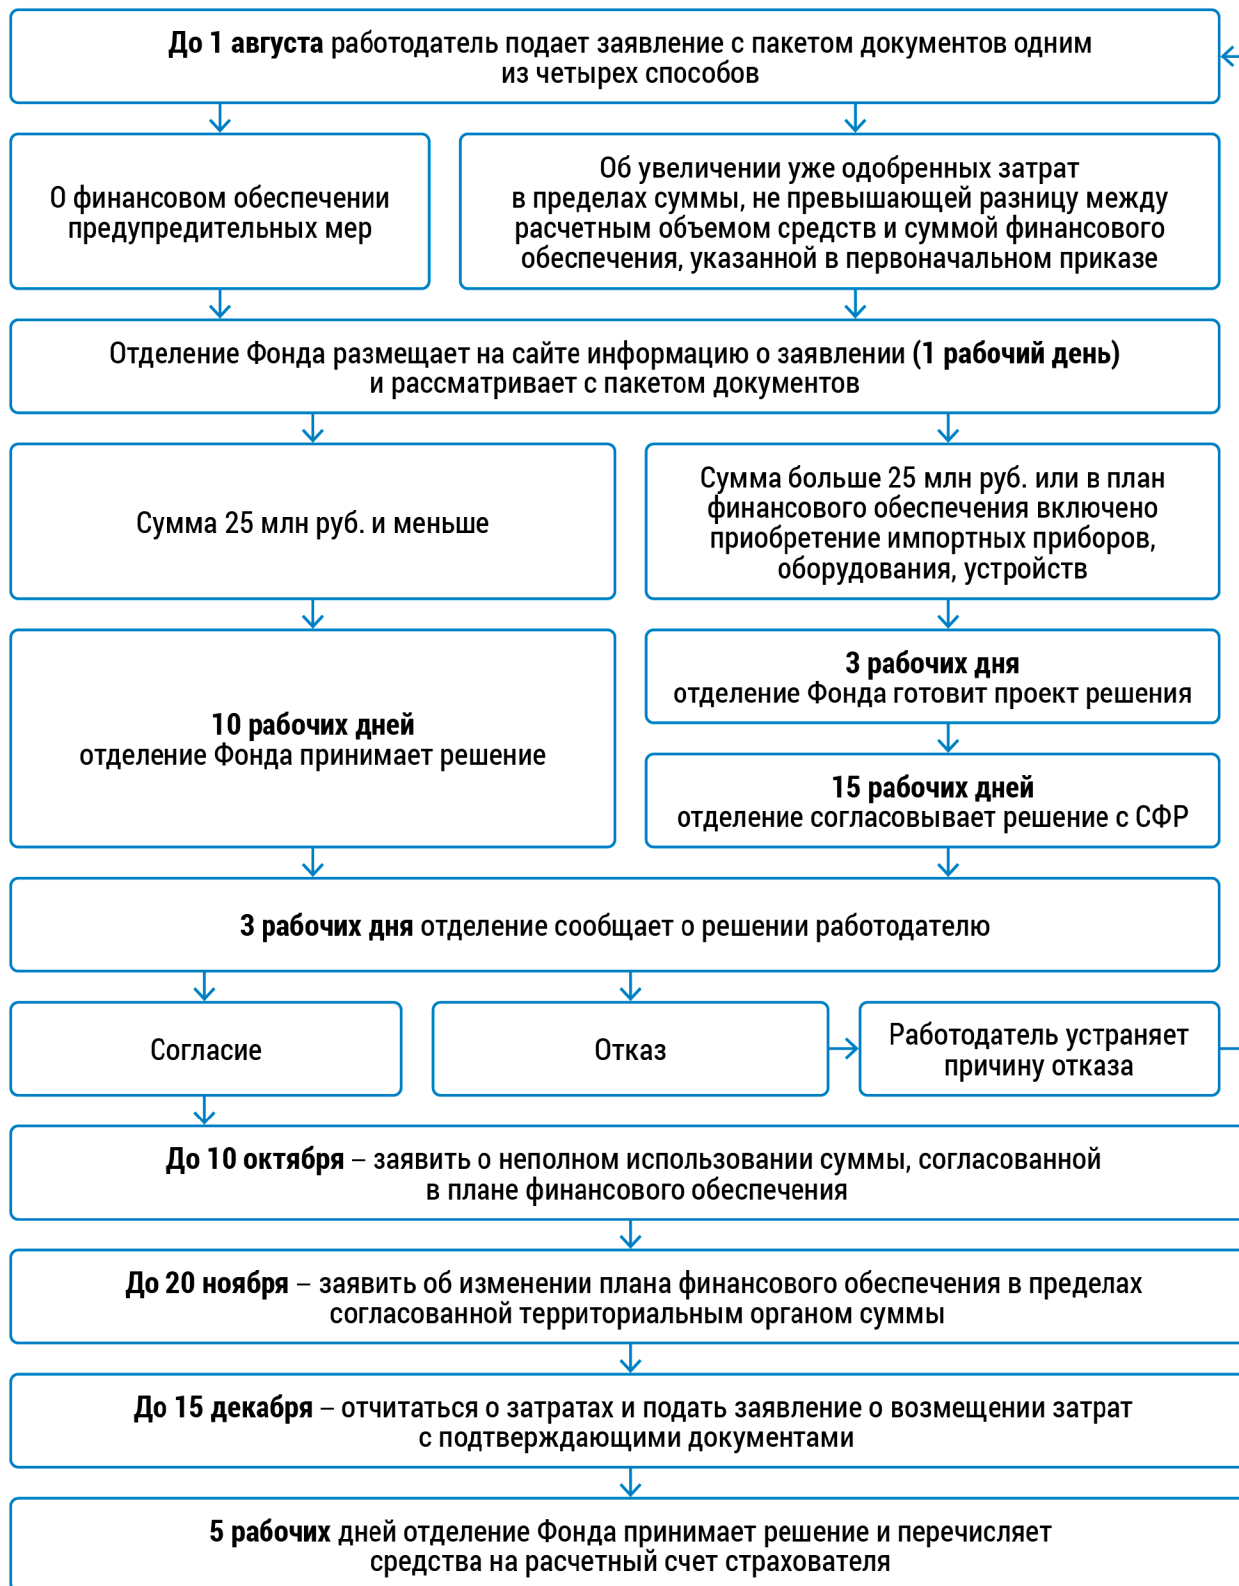 До 1 августа работодатель подает заявление с пакетом документов одним
из четырех способов
О финансовом обеспечении
предупредительных мер
Об увеличении уже одобренных затрат
в пределах суммы, не превышающей разницу между
расчетным объемом средств и суммой финансового
обеспечения, указанной в первоначальном приказе
Отделение Фонда размещает на сайте информацию о заявлении (1 рабочий день)
и рассматривает с пакетом документов
Сумма 25 млн руб. и меньше
Сумма больше 25 млн руб. или в план
финансового обеспечения включено
приобретение импортных приборов,
оборудования, устройств
10 рабочих дней
отделение Фонда принимает решение
3 рабочих дня
отделение Фонда готовит проект решения
15 рабочих дней
отделение согласовывает решение с СФР
3 рабочих дня отделение сообщает о решении работодателю
Согласие
Отказ
Работодатель устраняет
причину отказа
До 10 октября – заявить о неполном использовании суммы, согласованной
в плане финансового обеспечения
До 20 ноября – заявить об изменении плана финансового обеспечения в пределах
согласованной территориальным органом суммы
До 15 декабря – отчитаться о затратах и подать заявление о возмещении затрат
с подтверждающими документами
5 рабочих дней отделение Фонда принимает решение и перечисляет
средства на расчетный счет страхователя